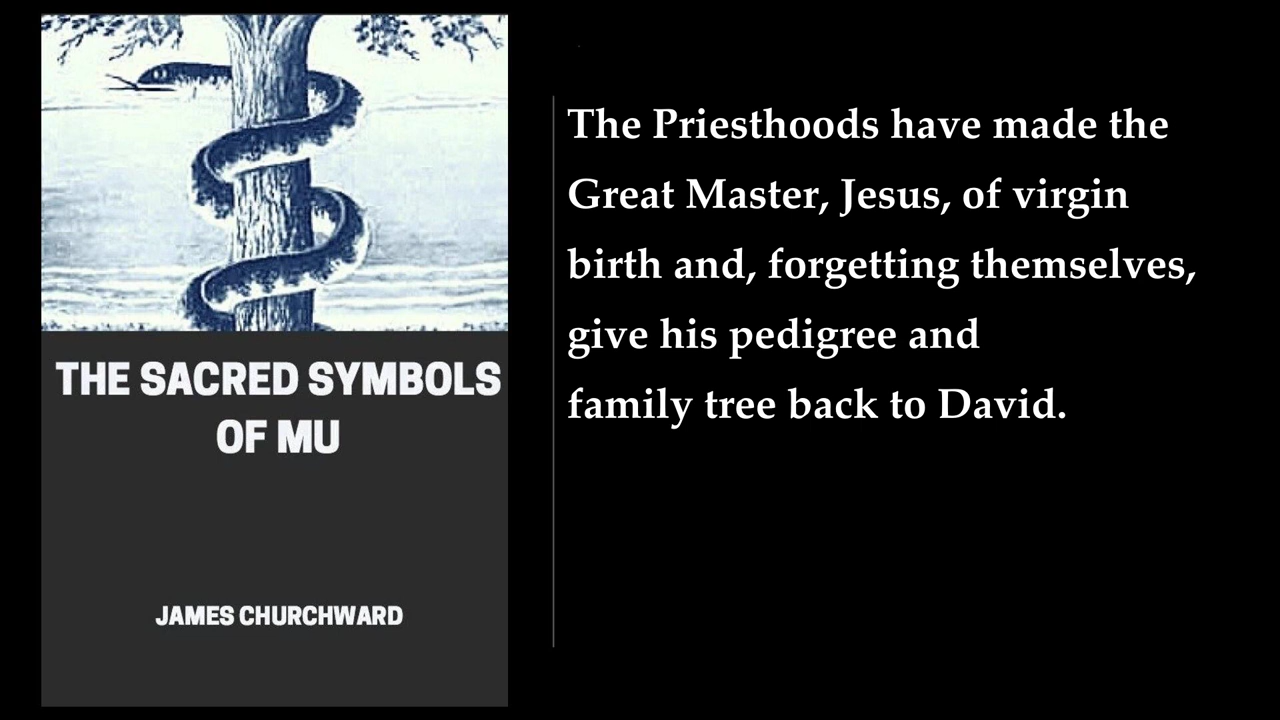 THE SACRED SYMBOLS
OF MU
JAMES CHURCHWARD
The Priesthoods have made the
Great Master, Jesus, of virgin
birth and, forgetting themselves,
give his pedigree and
family tree back to David.